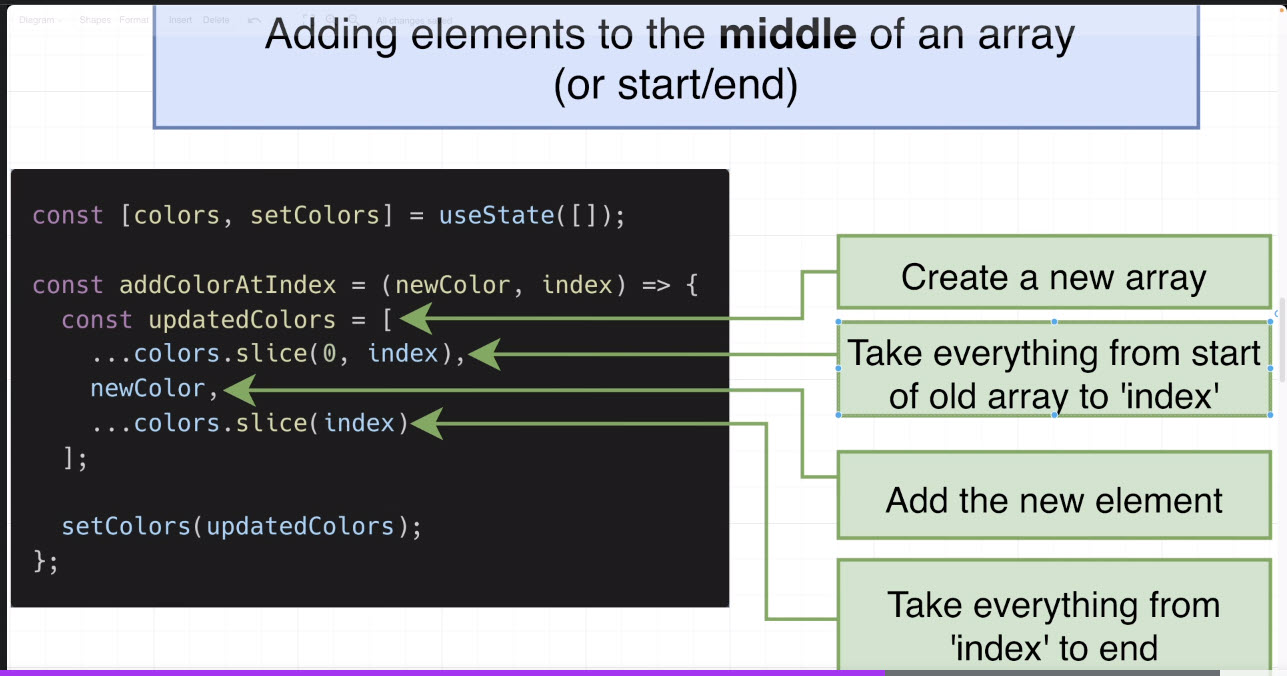 Diagram Shapes Format Insert Delete All changes saved
Adding elements to the middle of an array
(or start/end)
const [colors, setColors] = useState([]);
const addColorAtIndex = (newColor, index) => {
const updatedColors = [
...colors.slice(0, index),
newColor,
...colors.slice(index)
];
setColors(updatedColors);
};
Create a new array
Take everything from start
of old array to 'index'
Add the new element
Take everything from
'index' to end